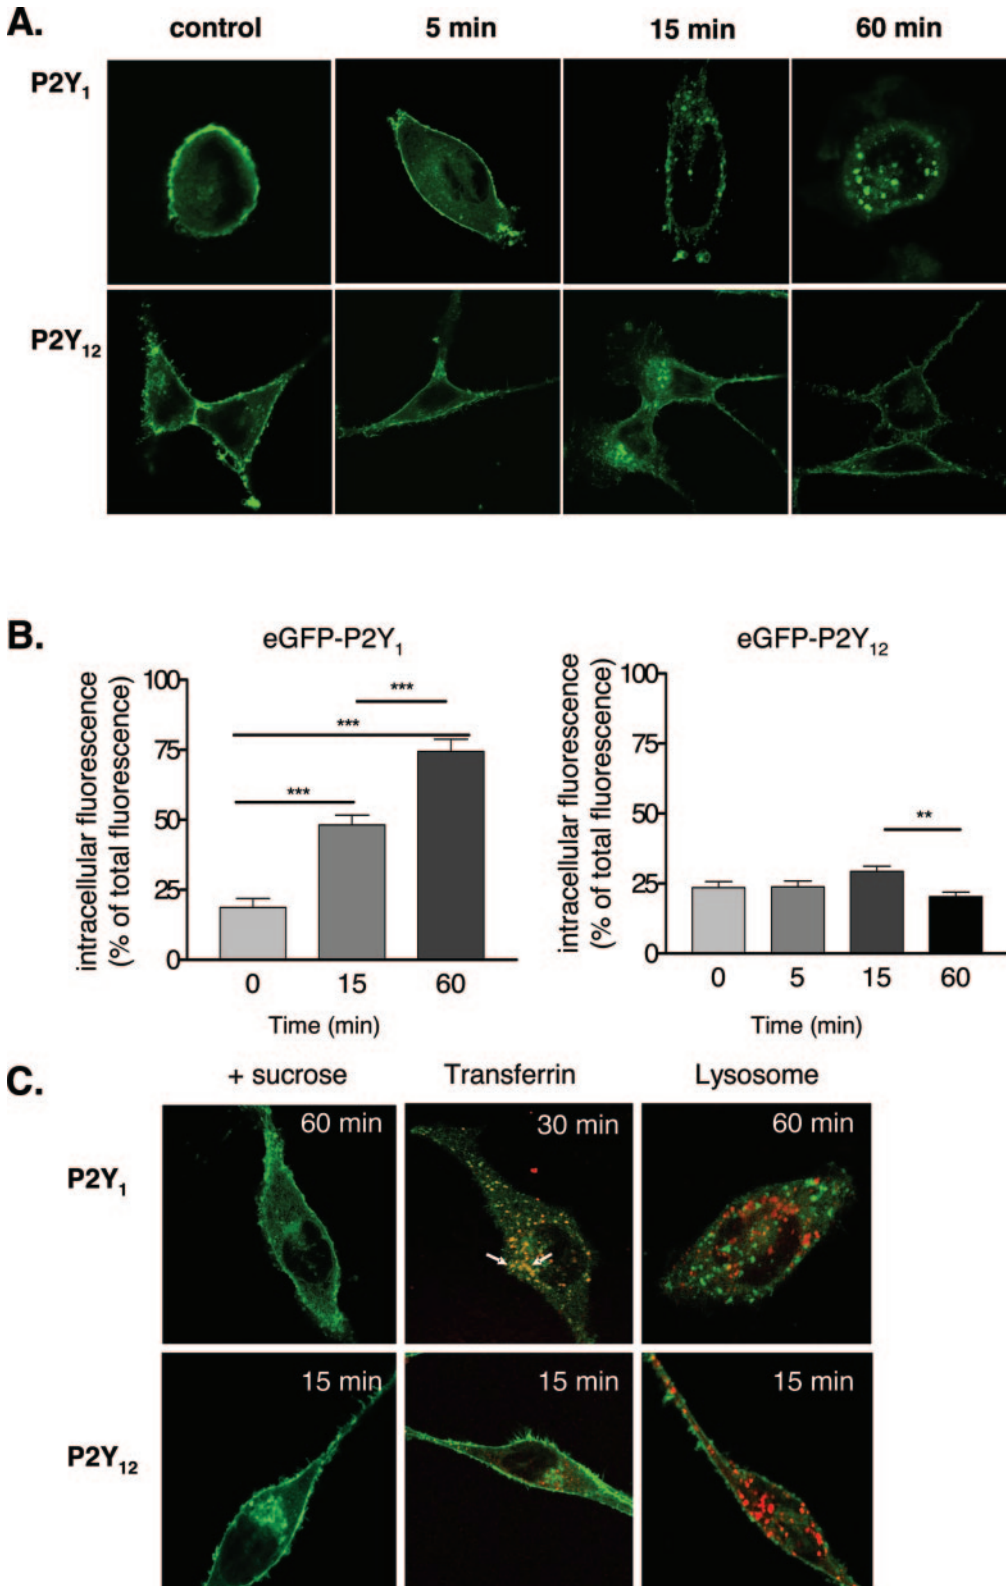 A.
control 5 min 15 min 60 min
P2Y1
P2Y12
B.
eGFP-P2Y1
intracellular fluorescence
(% of total fluorescence)
100
75
50
25
0
***
***
***
0 15 60
Time (min)
eGFP-P2Y12
intracellular fluorescence
(% of total fluorescence)
100
75
50
25
0
**
0 5 15 60
Time (min)
C.
+ sucrose Transferrin Lysosome
P2Y1
60 min 30 min 60 min
P2Y12
15 min 15 min 15 min